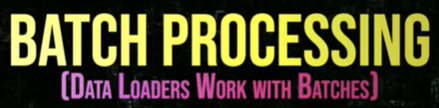 BATCH PROCESSING
(DATA LOADERS WORK WITH BATCHES)